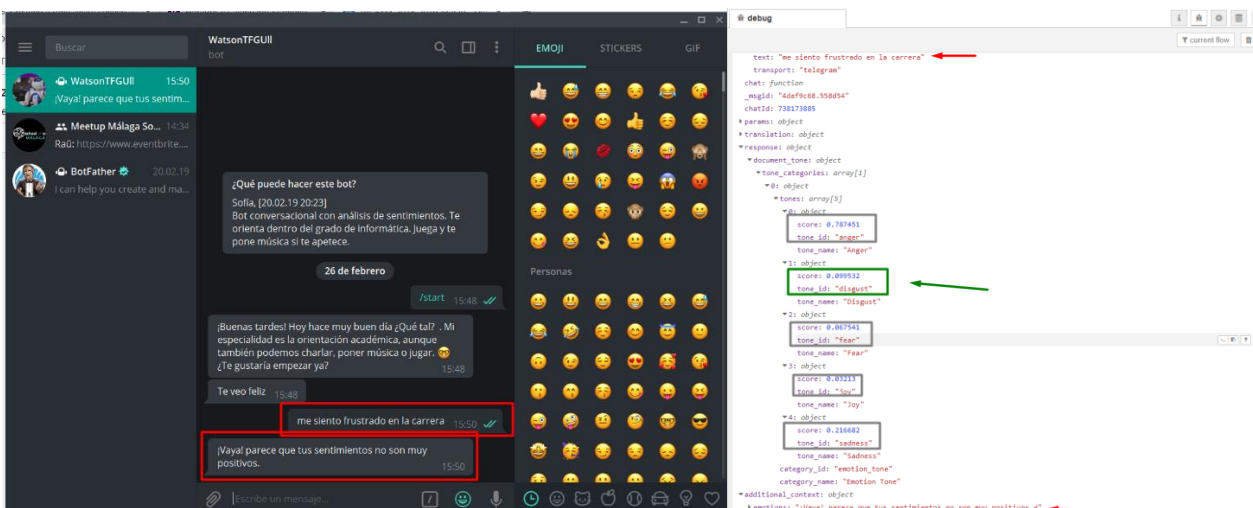 Buscar
WatsonTFGUII 15:50
¡Vaya! parece que tus sentim...
Meetup Málaga So... 14:34
Raü: https://www.eventbrite....
BotFather 20.02.19
I can help you create and ma...
WatsonTFGUII
bot
¿Qué puede hacer este bot?
Sofía, [20.02.19 20:23]
Bot conversacional con análisis de sentimientos. Te
orienta dentro del grado de informática. Juega y te
pone música si te apetece.
26 de febrero
/start 15:48
¡Buenas tardes! Hoy hace muy buen día ¿Qué tal? . Mi
especialidad es la orientación académica, aunque
también podemos charlar, poner música o jugar.
¿Te gustaría empezar ya?
15:48
Te veo feliz 15:48
me siento frustrado en la carrera 15:50
¡Vaya! parece que tus sentimientos no son muy
positivos.
15:50
Escribe un mensaje...
EMOJI STICKERS GIF
Personas
debug
current flow
text: "me siento frustrado en la carrera"
transport: "telegram"
chat: function
_msgid: "4daf9c68.558d54"
chatId: 738173885
params: object
translation: object
response: object
document_tone: object
tone_categories: array[1]
0: object
tones: array[5]
0: object
score: 0.787451
tone_id: "anger"
tone_name: "Anger"
1: object
score: 0.099532
tone_id: "disgust"
tone_name: "Disgust"
2: object
score: 0.067541
tone_id: "fear"
tone_name: "Fear"
3: object
score: 0.03213
tone_id: "joy"
tone_name: "Joy"
4: object
score: 0.216682
tone_id: "sadness"
tone_name: "Sadness"
category_id: "emotion_tone"
category_name: "Emotion Tone"
additional_context: object
emotions: "¡Vaya! parece que tus sentimientos no son muy positivos.